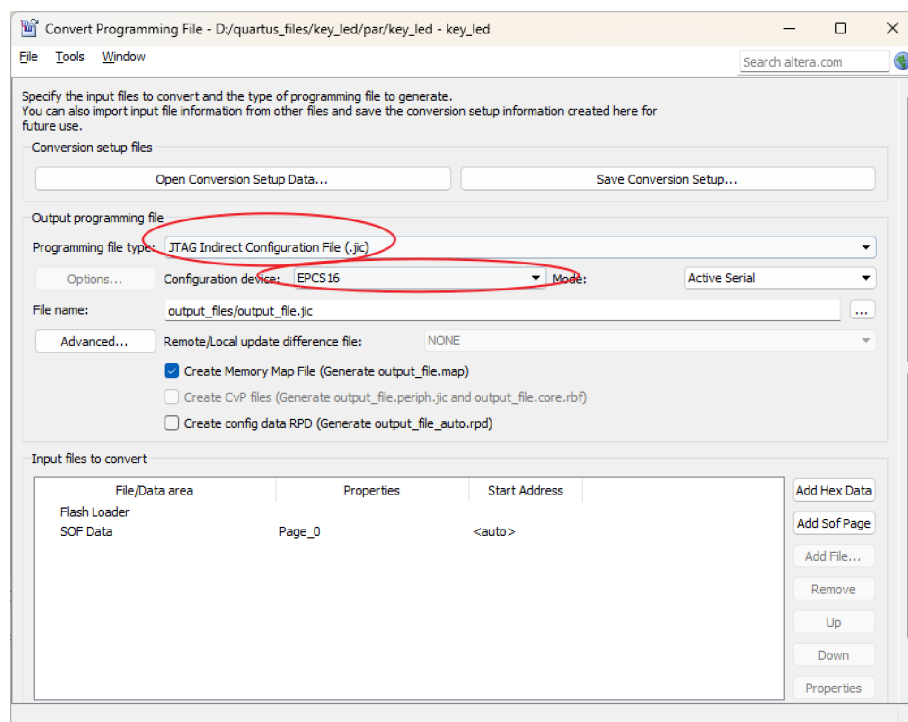 Convert Programming File - D:/quartus_files/key_led/par/key_led - key_led
File Tools Window
Search altera.com
Specify the input files to convert and the type of programming file to generate.
You can also import input file information from other files and save the conversion setup information created here for
future use.
Conversion setup files
Open Conversion Setup Data... Save Conversion Setup...
Output programming file
Programming file type: JTAG Indirect Configuration File (.jic)
Options... Configuration device: EPCS16 Mode: Active Serial
File name: output_files/output_file.jic ...
Advanced... Remote/Local update difference file: NONE
Create Memory Map File (Generate output_file.map)
Create CvP files (Generate output_file.periph.jic and output_file.core.rbf)
Create config data RPD (Generate output_file_auto.rpd)
Input files to convert
File/Data area Properties Start Address
Flash Loader
SOF Data Page_0 <auto>
Add Hex Data
Add Sof Page
Add File...
Remove
Up
Down
Properties